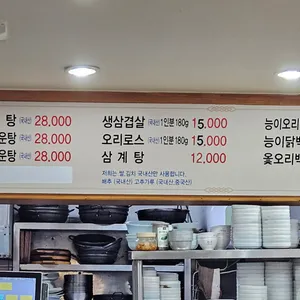 탕 (국내산) 28,000
운탕 (국내산) 28,000
운탕 (국내산) 28,000
생삼겹살 (국내산) 1인분 180g 15,000
오리로스 (국내산) 1인분 180g 15,000
삼계탕 12,000
저희는 쌀,김치 국내산만 사용합니다.
배추 (국내산) 고추가루 (국내산,중국산)
능이오리
능이닭백
옻오리